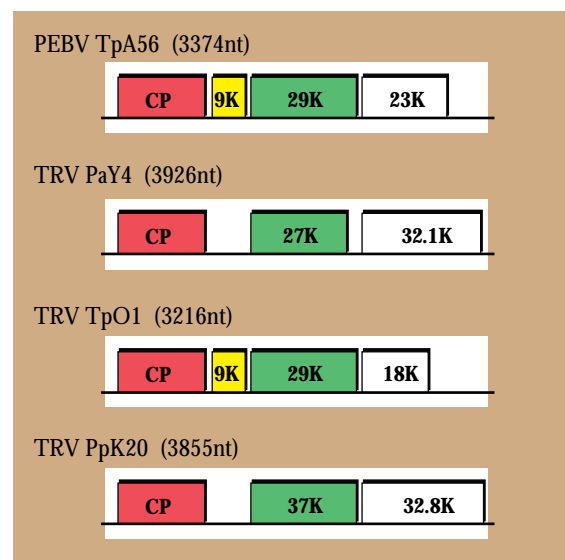 PEBV TpA56 (3374nt)
CP 9K 29K 23K
TRV PaY4 (3926nt)
CP 27K 32.1K
TRV TpO1 (3216nt)
CP 9K 29K 18K
TRV PpK20 (3855nt)
CP 37K 32.8K